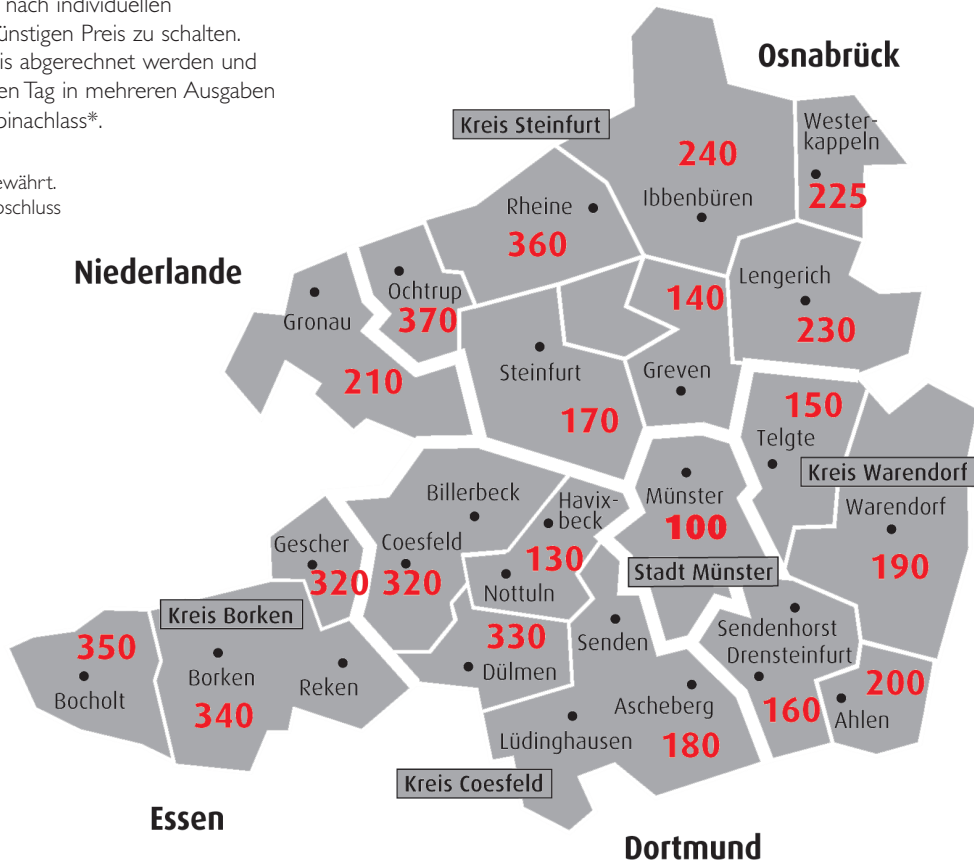 nach individuellen
ünstigen Preis zu schalten.
is abgerechnet werden und
en Tag in mehreren Ausgaben
binachlass*.
ewährt.
bschluss
Osnabrück
Kreis Steinfurt
Wester-
kappeln
225
240
Ibbenbüren
Rheine
360
Niederlande
Ochtrup
370
Gronau
210
Lengerich
230
140
Greven
Steinfurt
170
150
Telgte
Kreis Warendorf
Warendorf
190
Billerbeck
Coesfeld
320
Havix-
beck
130
Nottuln
Münster
100
Stadt Münster
Gescher
320
Kreis Borken
350
Bocholt
Borken
340
Reken
330
Dülmen
Senden
Sendenhorst
Drensteinfurt
160
200
Ahlen
Ascheberg
180
Lüdinghausen
Kreis Coesfeld
Essen
Dortmund